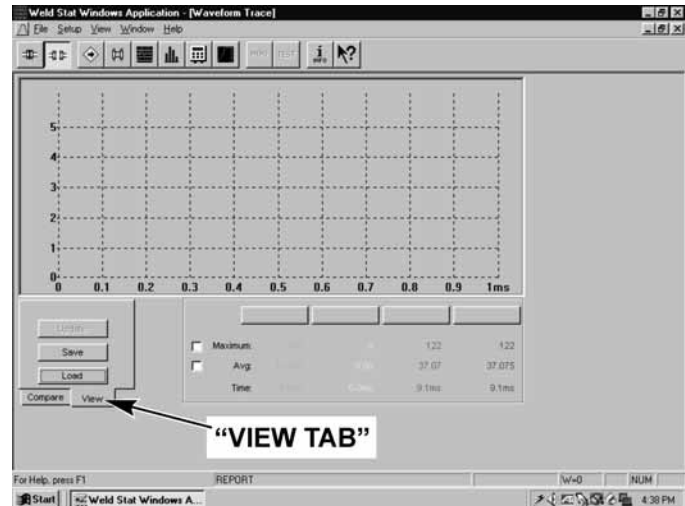 Weld Stat Windows Application - [Waveform Trace]
File Setup View Window Help
INFO
5
4
3
2
1
0
0 0.1 0.2 0.3 0.4 0.5 0.6 0.7 0.8 0.9 1ms
Save
Load
Compare View
Maximum: 122 122
Avg: 37.07 37.075
Time: 9.1ms 9.1ms
“VIEW TAB”
For Help, press F1 REPORT W=0 NUM
Start Weld Stat Windows A... 4:38 PM